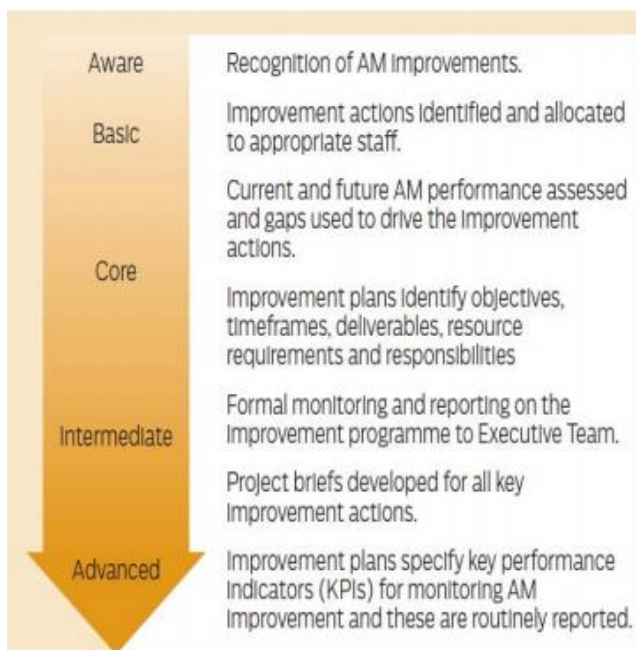 Aware
Recognition of AM Improvements.
Basic
Improvement actions identified and allocated
to appropriate staff.
Core
Current and future AM performance assessed
and gaps used to drive the improvement
actions.
Improvement plans identify objectives,
timeframes, deliverables, resource
requirements and responsibilities
Intermediate
Formal monitoring and reporting on the
improvement programme to Executive Team.
Project briefs developed for all key
improvement actions.
Advanced
Improvement plans specify key performance
indicators (KPIs) for monitoring AM
improvement and these are routinely reported.